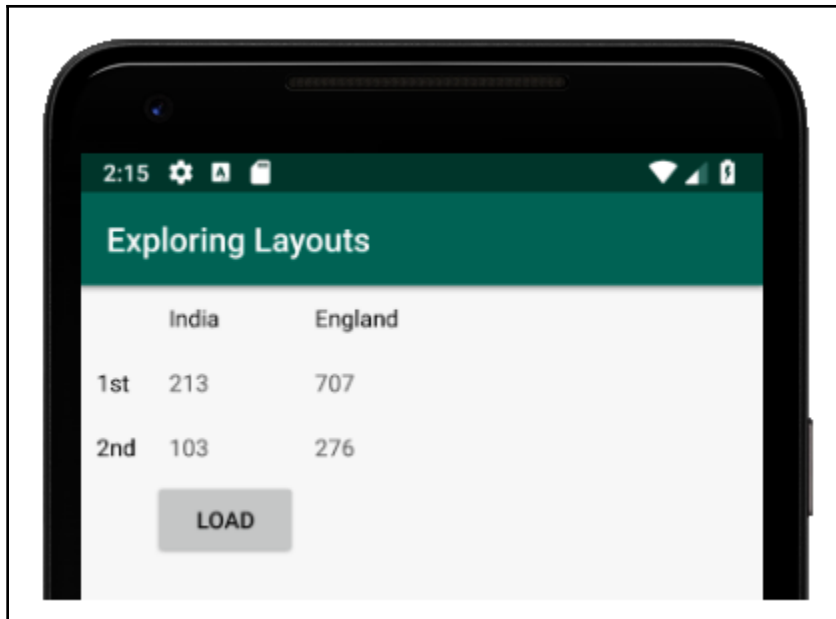 2:15
Exploring Layouts
India England
1st 213 707
2nd 103 276
LOAD